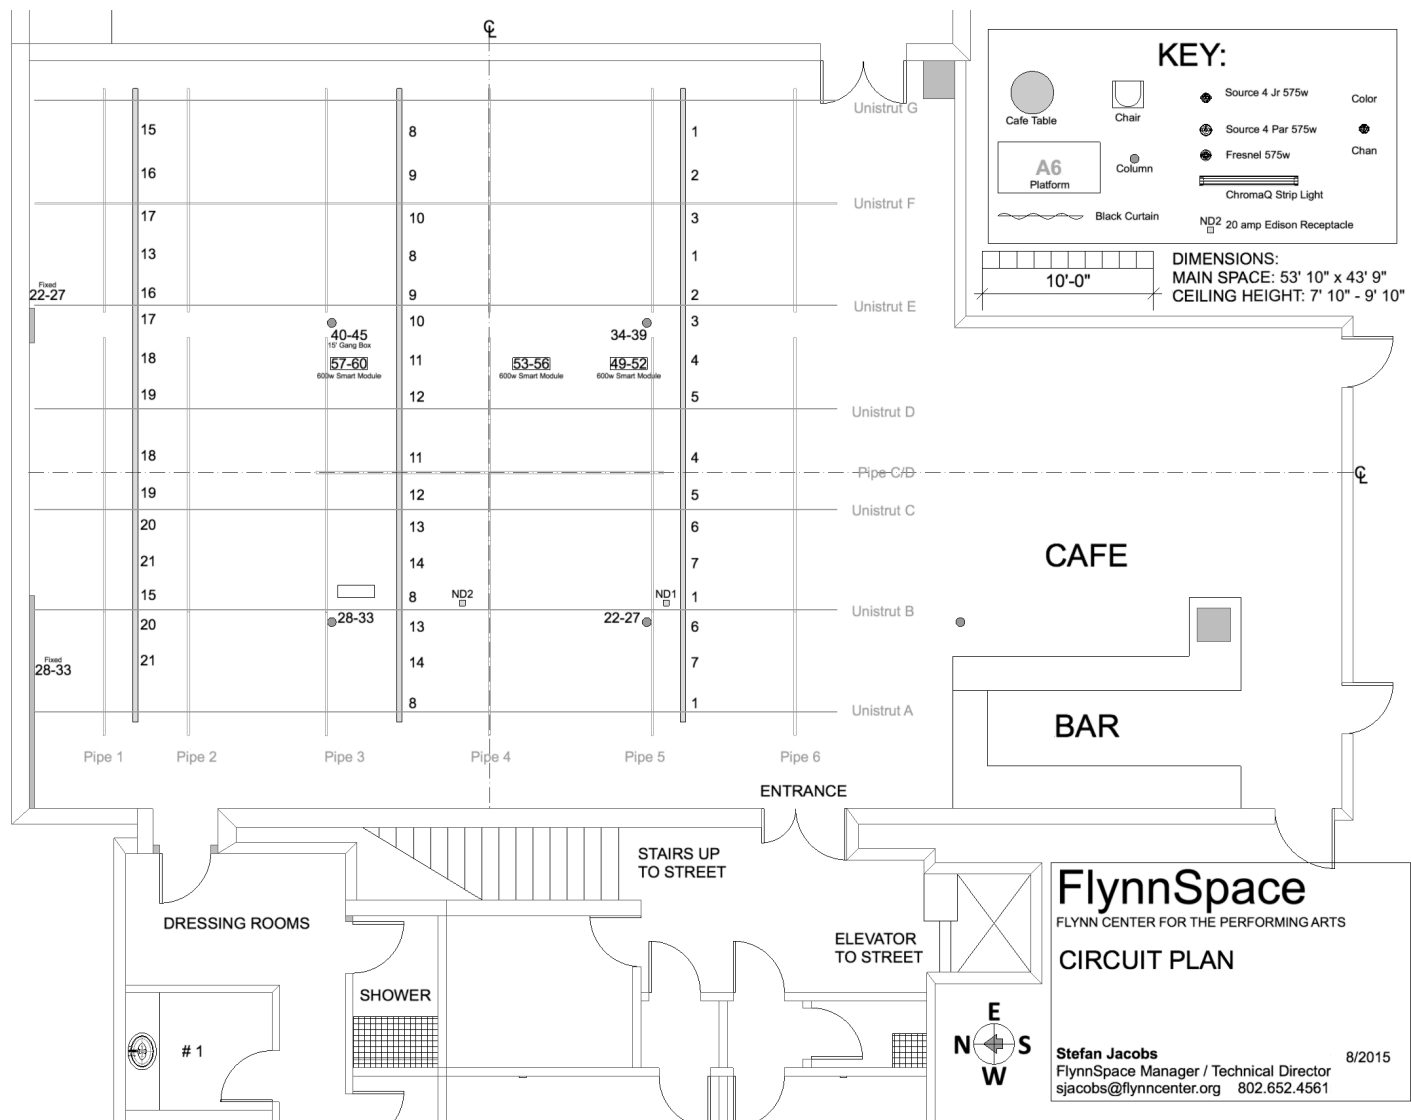 ℄
KEY:
Cafe Table
Chair
Source 4 Jr 575w
Color
Source 4 Par 575w
Chan
Fresnel 575w
A6
Platform
Column
ChromaQ Strip Light
Black Curtain
ND2
20 amp Edison Receptacle
10'-0"
DIMENSIONS:
MAIN SPACE: 53' 10" x 43' 9"
CEILING HEIGHT: 7' 10" - 9' 10"
Unistrut G
15 8 1
16 9 2
Unistrut F
17 10 3
13 8 1
Fixed
22-27
16 9 2
Unistrut E
17 10 3
40-45
15' Gang Box
34-39
18 11 4
57-60
600w Smart Module
53-56
600w Smart Module
49-52
600w Smart Module
19 12 5
Unistrut D
18 11 4
Pipe C/D
℄
19 12 5
Unistrut C
20 13 6
21 14 7
15 8 ND2 ND1 1
Unistrut B
28-33
22-27
20 13 6
21 14 7
Fixed
28-33
8 1
Unistrut A
Pipe 1
Pipe 2
Pipe 3
Pipe 4
Pipe 5
Pipe 6
CAFE
BAR
ENTRANCE
STAIRS UP
TO STREET
DRESSING ROOMS
ELEVATOR
TO STREET
SHOWER
# 1
E
N S
W
FlynnSpace
FLYNN CENTER FOR THE PERFORMING ARTS
CIRCUIT PLAN
Stefan Jacobs
8/2015
FlynnSpace Manager / Technical Director
sjacobs@flynncenter.org 802.652.4561